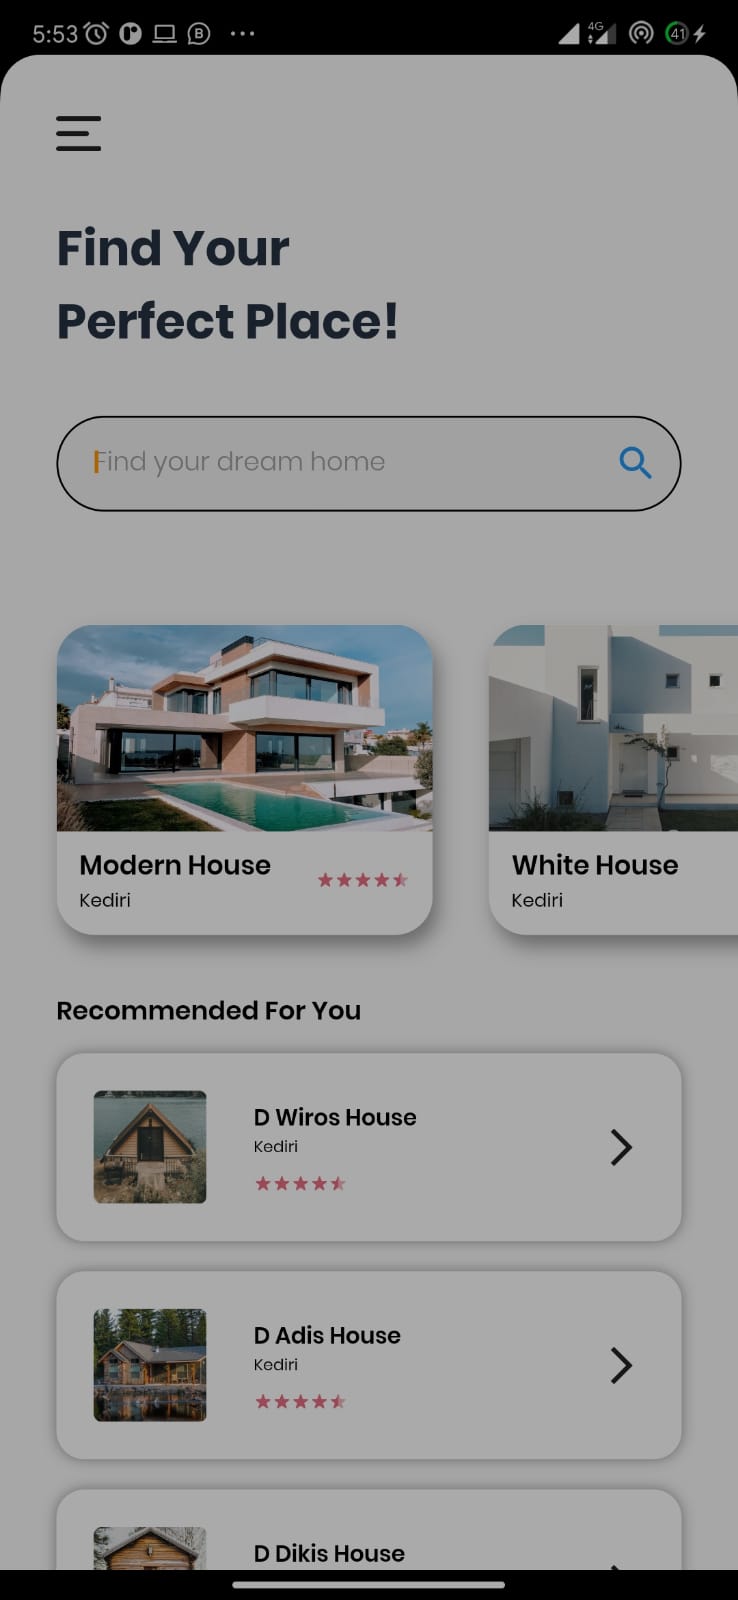 5:53
4G
41
Find Your
Perfect Place!
Find your dream home
Modern House
Kediri
White House
Kediri
Recommended For You
D Wiros House
Kediri
D Adis House
Kediri
D Dikis House